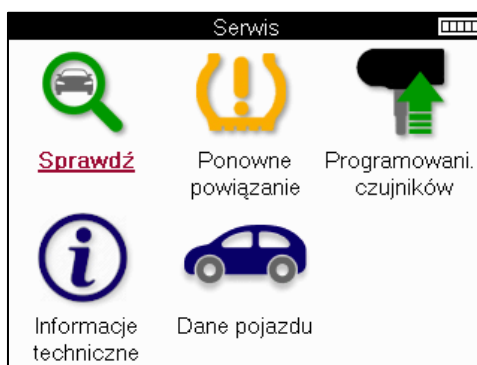 Serwis
Sprawdź
Ponowne
powiązanie
Programowani.
czujników
Informacje
techniczne
Dane pojazdu